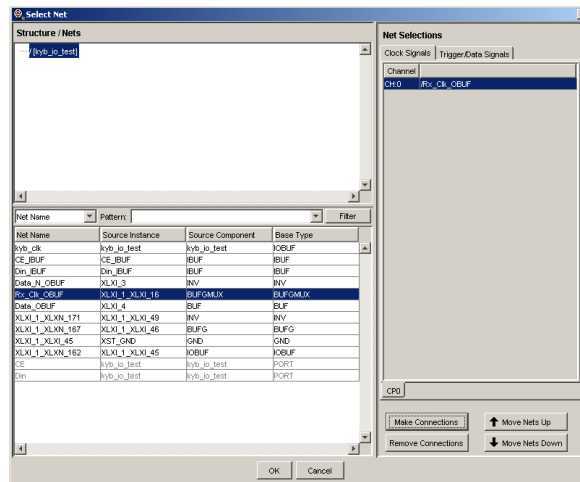 Select Net
Structure / Nets
Net Selections
/ [kyb_io_test]
Clock Signals Trigger/Data Signals
Channel
CH:0 /Rx_Clk_OBUF
Net Name Pattern: Filter
Net Name Source Instance Source Component Base Type
kyb_clk kyb_io_test kyb_io_test IOBUF
CE_IBUF CE_IBUF IBUF IBUF
Din_IBUF Din_IBUF IBUF IBUF
Data_N_OBUF XLXI_3 INV INV
Rx_Clk_OBUF XLXI_1_XLXI_16 BUFGMUX BUFGMUX
Data_OBUF XLXI_4 BUF BUF
XLXI_1_XLXN_171 XLXI_1_XLXI_49 INV INV
XLXI_1_XLXN_167 XLXI_1_XLXI_46 BUFG BUFG
XLXI_1_XLXI_45 XST_GND GND GND
XLXI_1_XLXN_162 XLXI_1_XLXI_45 IOBUF IOBUF
CE kyb_io_test kyb_io_test PORT
Din kyb_io_test kyb_io_test PORT
CP0
Make Connections Move Nets Up
Remove Connections Move Nets Down
OK Cancel